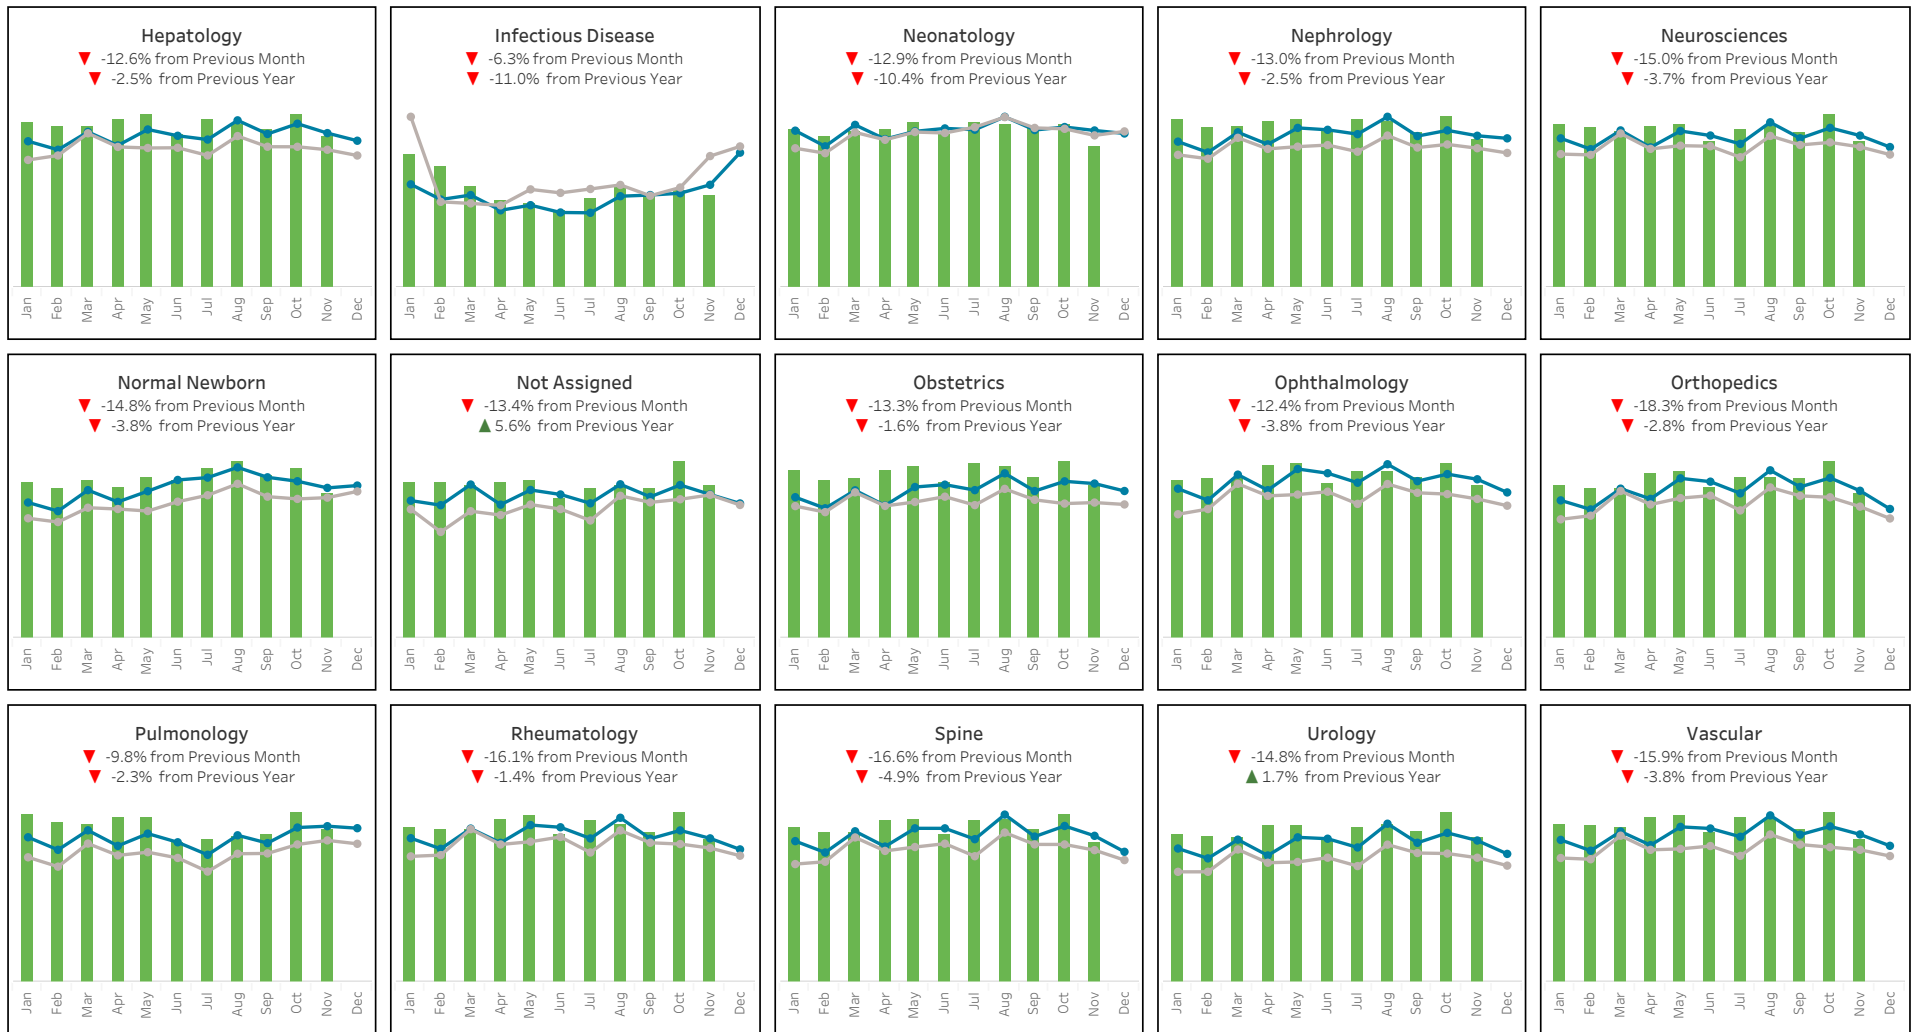 Hepatology
-12.6% from Previous Month
-2.5% from Previous Year
Jan Feb Mar Apr May Jun Jul Aug Sep Oct Nov Dec
Infectious Disease
-6.3% from Previous Month
-11.0% from Previous Year
Jan Feb Mar Apr May Jun Jul Aug Sep Oct Nov Dec
Neonatology
-12.9% from Previous Month
-10.4% from Previous Year
Jan Feb Mar Apr May Jun Jul Aug Sep Oct Nov Dec
Nephrology
-13.0% from Previous Month
-2.5% from Previous Year
Jan Feb Mar Apr May Jun Jul Aug Sep Oct Nov Dec
Neurosciences
-15.0% from Previous Month
-3.7% from Previous Year
Jan Feb Mar Apr May Jun Jul Aug Sep Oct Nov Dec
Normal Newborn
-14.8% from Previous Month
-3.8% from Previous Year
Jan Feb Mar Apr May Jun Jul Aug Sep Oct Nov Dec
Not Assigned
-13.4% from Previous Month
5.6% from Previous Year
Jan Feb Mar Apr May Jun Jul Aug Sep Oct Nov Dec
Obstetrics
-13.3% from Previous Month
-1.6% from Previous Year
Jan Feb Mar Apr May Jun Jul Aug Sep Oct Nov Dec
Ophthalmology
-12.4% from Previous Month
-3.8% from Previous Year
Jan Feb Mar Apr May Jun Jul Aug Sep Oct Nov Dec
Orthopedics
-18.3% from Previous Month
-2.8% from Previous Year
Jan Feb Mar Apr May Jun Jul Aug Sep Oct Nov Dec
Pulmonology
-9.8% from Previous Month
-2.3% from Previous Year
Jan Feb Mar Apr May Jun Jul Aug Sep Oct Nov Dec
Rheumatology
-16.1% from Previous Month
-1.4% from Previous Year
Jan Feb Mar Apr May Jun Jul Aug Sep Oct Nov Dec
Spine
-16.6% from Previous Month
-4.9% from Previous Year
Jan Feb Mar Apr May Jun Jul Aug Sep Oct Nov Dec
Urology
-14.8% from Previous Month
1.7% from Previous Year
Jan Feb Mar Apr May Jun Jul Aug Sep Oct Nov Dec
Vascular
-15.9% from Previous Month
-3.8% from Previous Year
Jan Feb Mar Apr May Jun Jul Aug Sep Oct Nov Dec